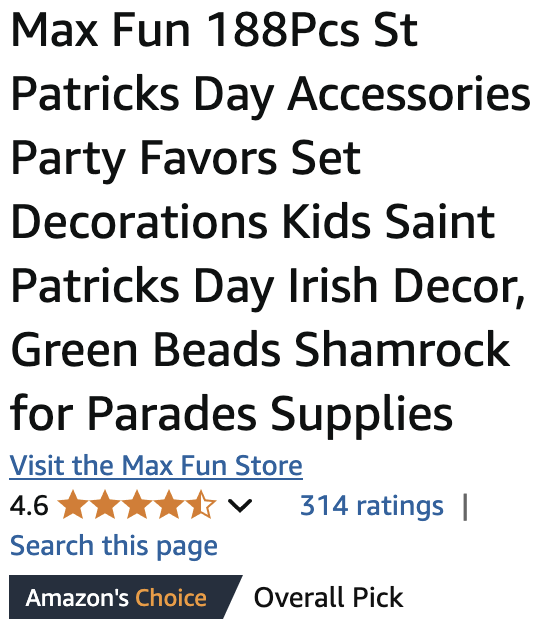 Max Fun 188Pcs St
Patricks Day Accessories
Party Favors Set
Decorations Kids Saint
Patricks Day Irish Decor,
Green Beads Shamrock
for Parades Supplies
Visit the Max Fun Store
4.6 314 ratings |
Search this page
Amazon's Choice Overall Pick